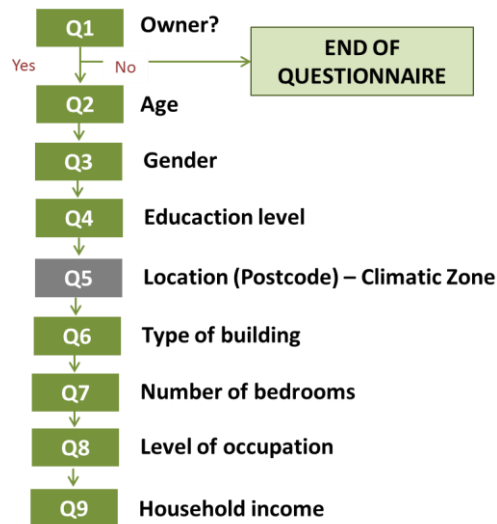 Q1 Owner?
Yes No END OF
QUESTIONNAIRE
Q2 Age
Q3 Gender
Q4 Educaction level
Q5 Location (Postcode) – Climatic Zone
Q6 Type of building
Q7 Number of bedrooms
Q8 Level of occupation
Q9 Household income